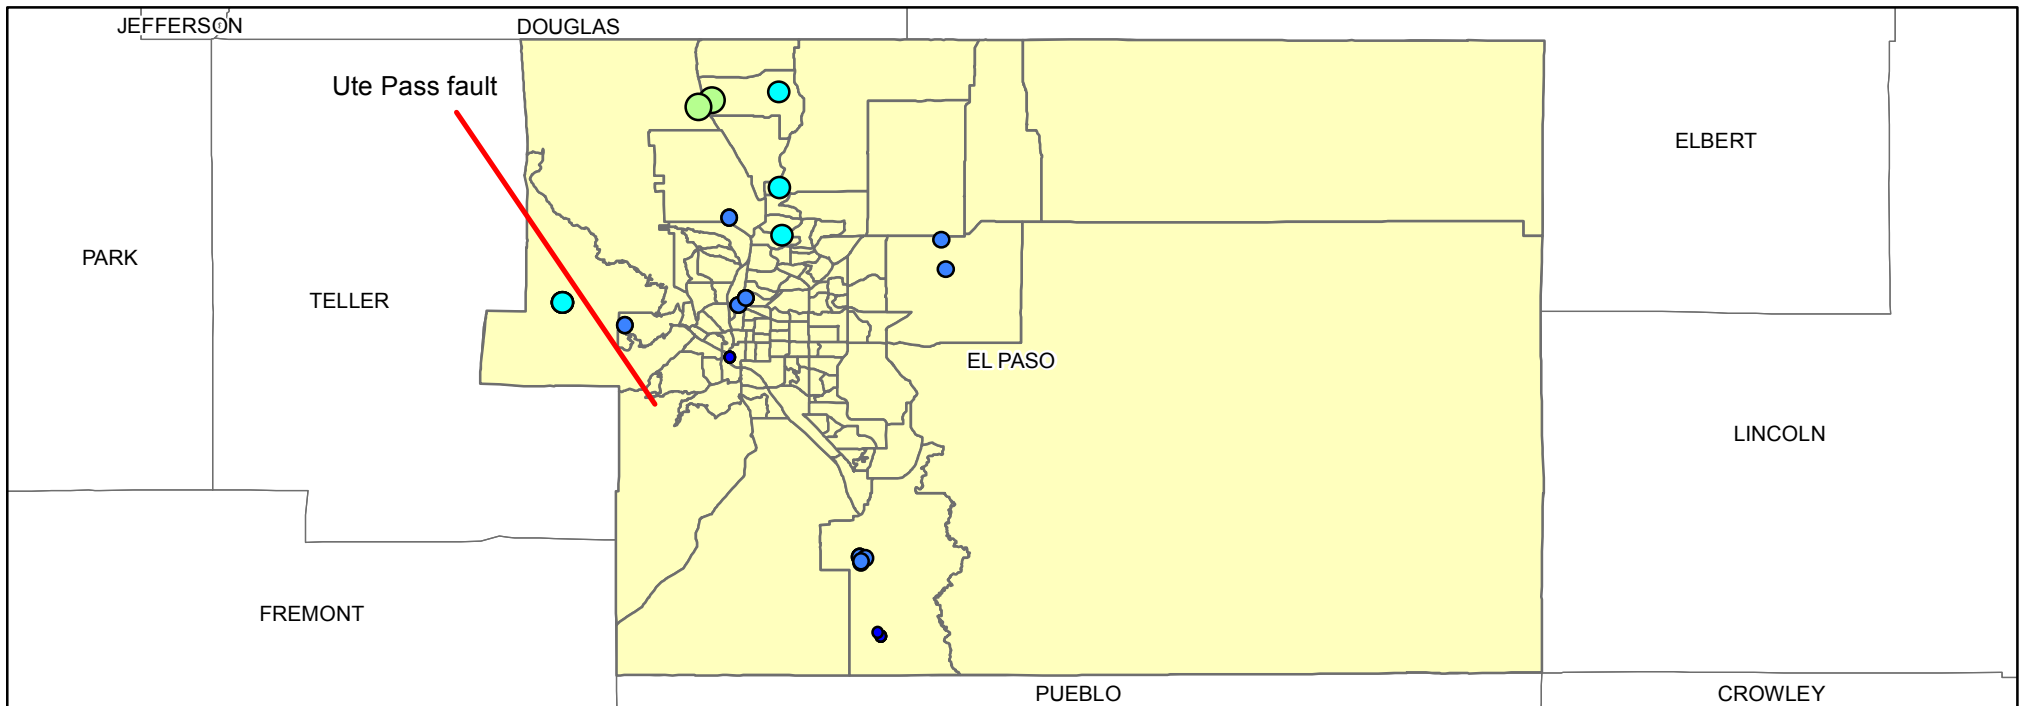 JEFFERSON
DOUGLAS
Ute Pass fault
ELBERT
PARK
TELLER
EL PASO
LINCOLN
FREMONT
PUEBLO
CROWLEY